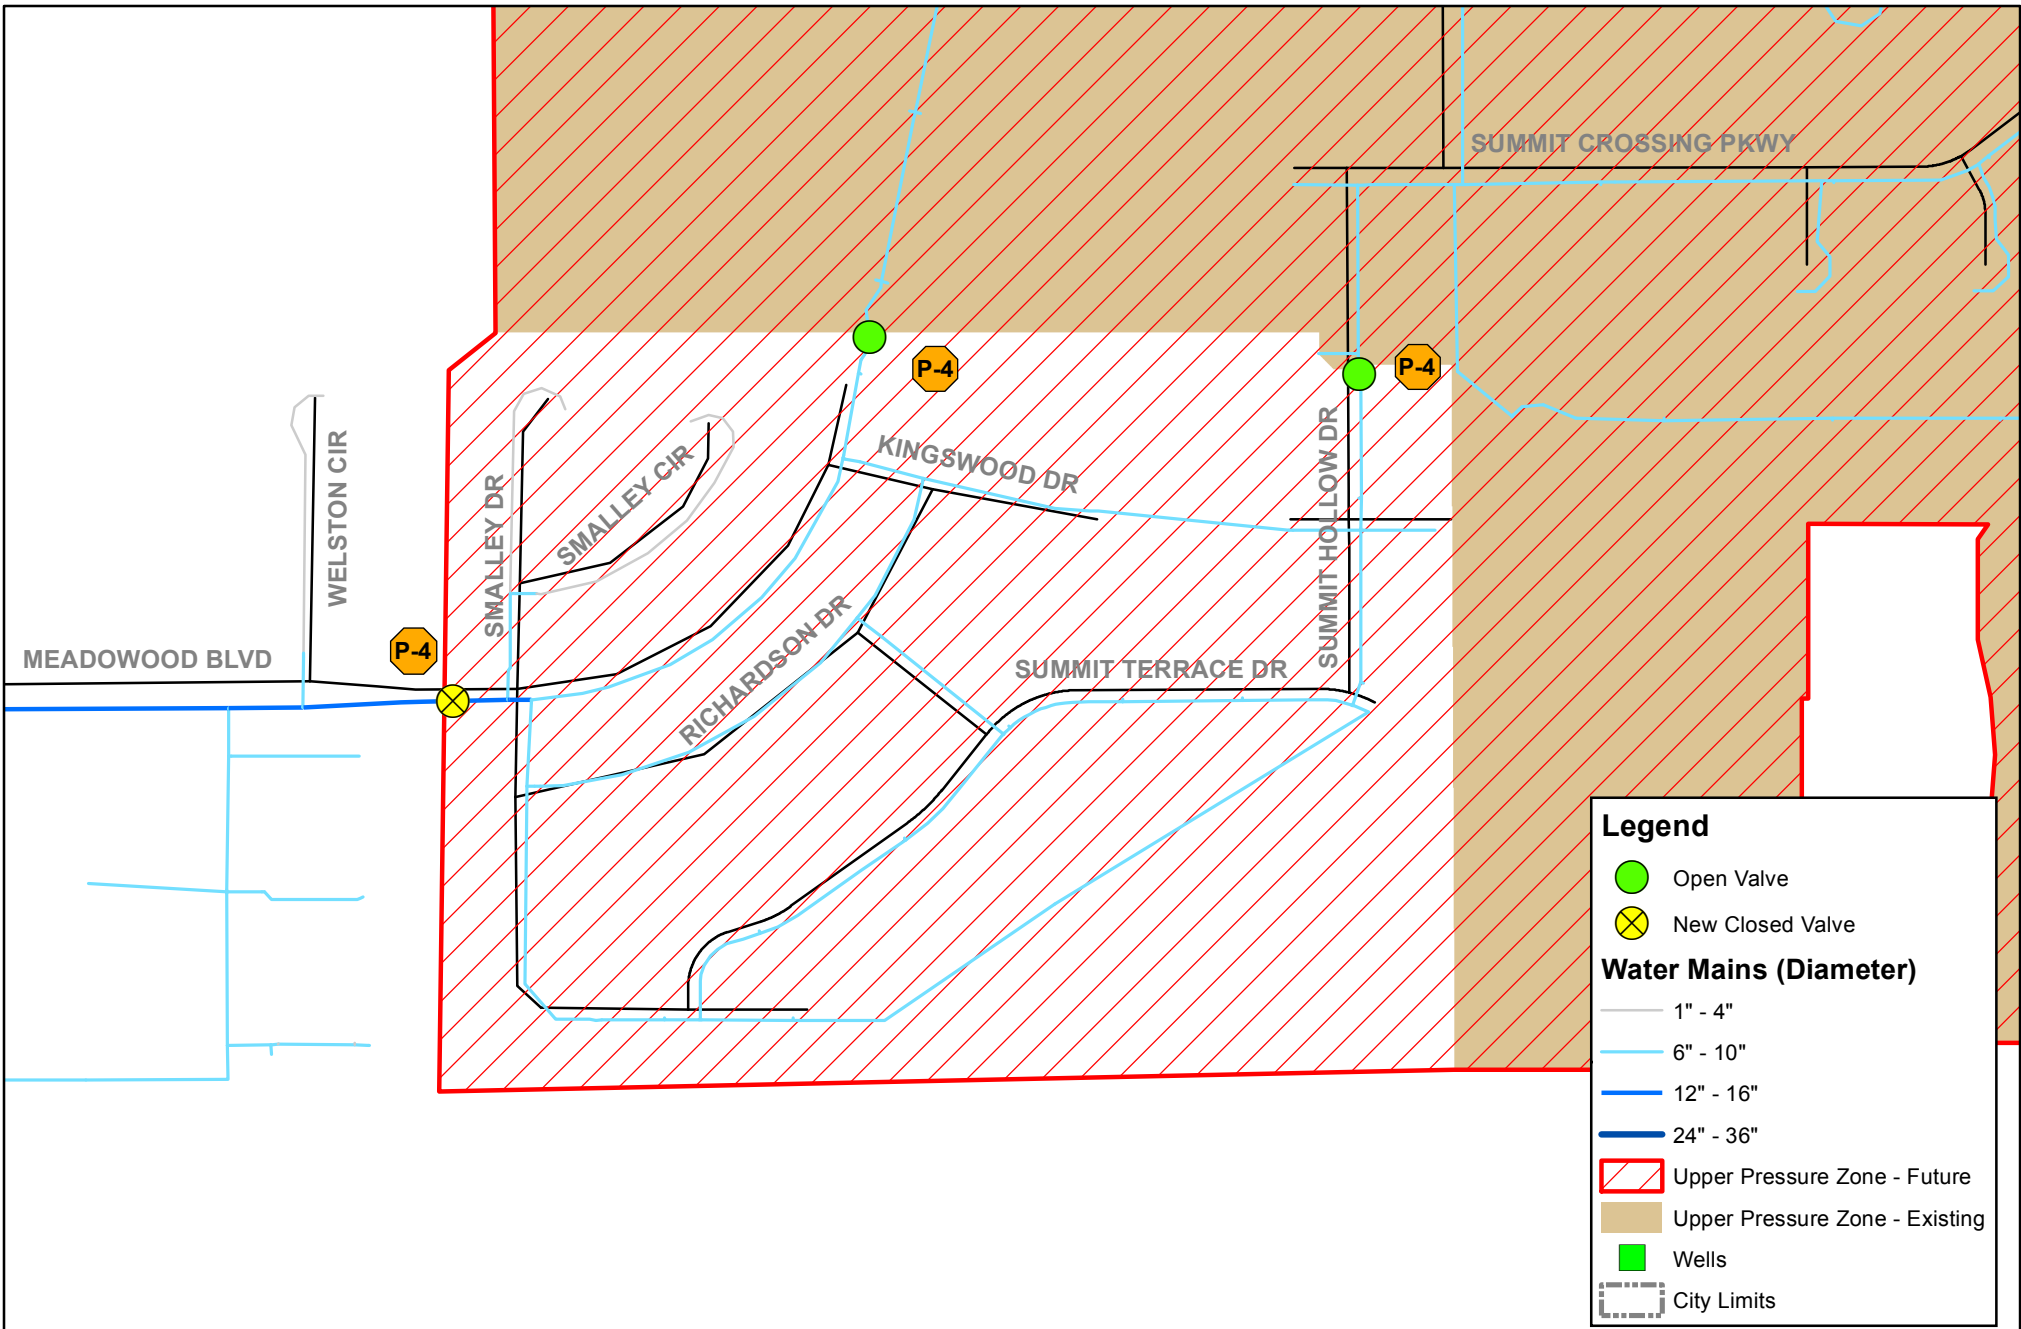 SUMMIT CROSSING PKWY
P-4
P-4
KINGSWOOD DR
SUMMIT HOLLOW DR
WELSTON CIR
SMALLEY DR
SMALLEY CIR
RICHARDSON DR
P-4
MEADOWOOD BLVD
SUMMIT TERRACE DR
Legend
Open Valve
New Closed Valve
Water Mains (Diameter)
1" - 4"
6" - 10"
12" - 16"
24" - 36"
Upper Pressure Zone - Future
Upper Pressure Zone - Existing
Wells
City Limits